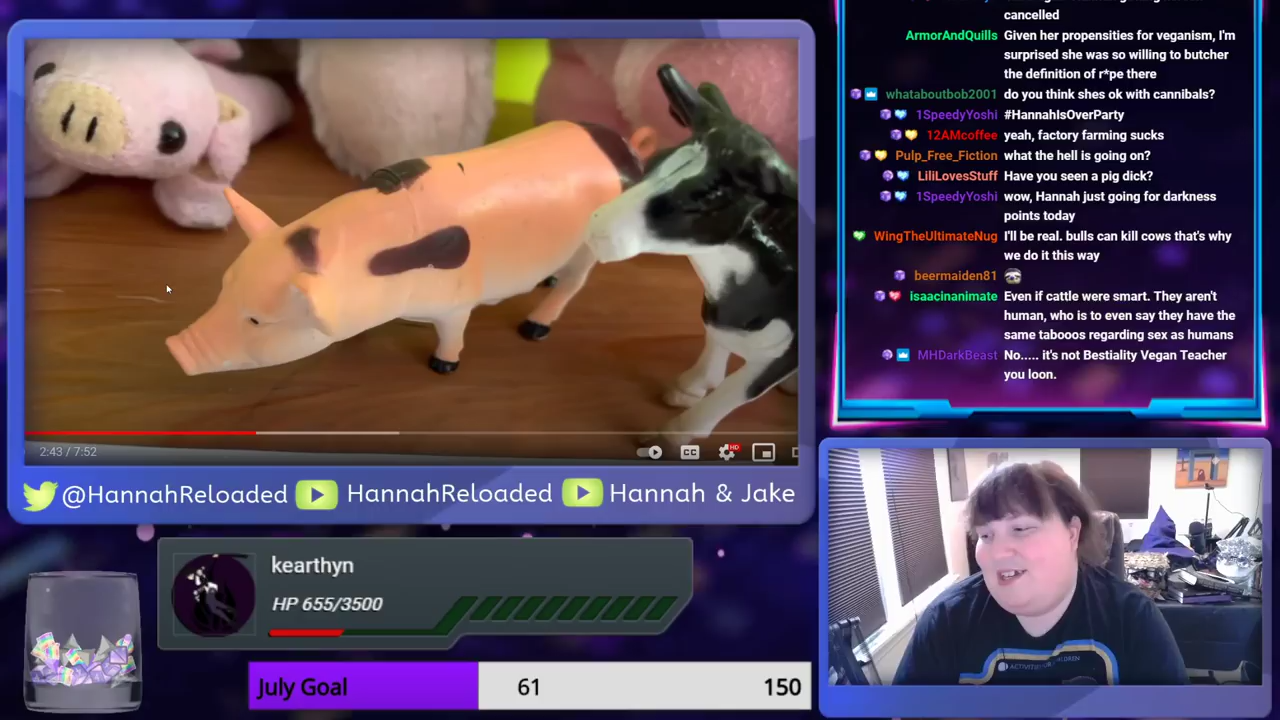 cancelled
ArmorAndQuills Given her propensities for veganism, I'm
surprised she was so willing to butcher
the definition of r*pe there
whataboutbob2001 do you think shes ok with cannibals?
1SpeedyYoshi #HannahIsOverParty
12AMcoffee yeah, factory farming sucks
Pulp_Free_Fiction what the hell is going on?
LiliLovesStuff Have you seen a pig dick?
1SpeedyYoshi wow, Hannah just going for darkness
points today
WingTheUltimateNug I'll be real. bulls can kill cows that's why
we do it this way
beermaiden81
isaacinanimate Even if cattle were smart. They aren't
human, who is to even say they have the
same tabooos regarding sex as humans
MHDarkBeast No..... it's not Bestiality Vegan Teacher
you loon.
2:43 / 7:52
CC
HD
@HannahReloaded HannahReloaded Hannah & Jake
kearthyn
HP 655/3500
July Goal 61 150